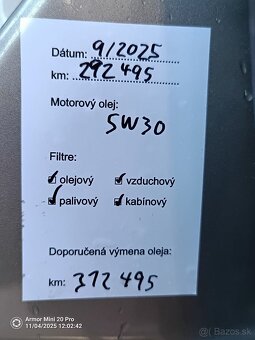 Dátum: 9/2025
km: 292 495
Motorový olej:
5W30
Filtre:
olejový vzduchový
palivový kabínový
Doporučená výmena oleja:
km: 312 495
Armor Mini 20 Pro
11/04/2025 12:02:42
Bazoš.sk